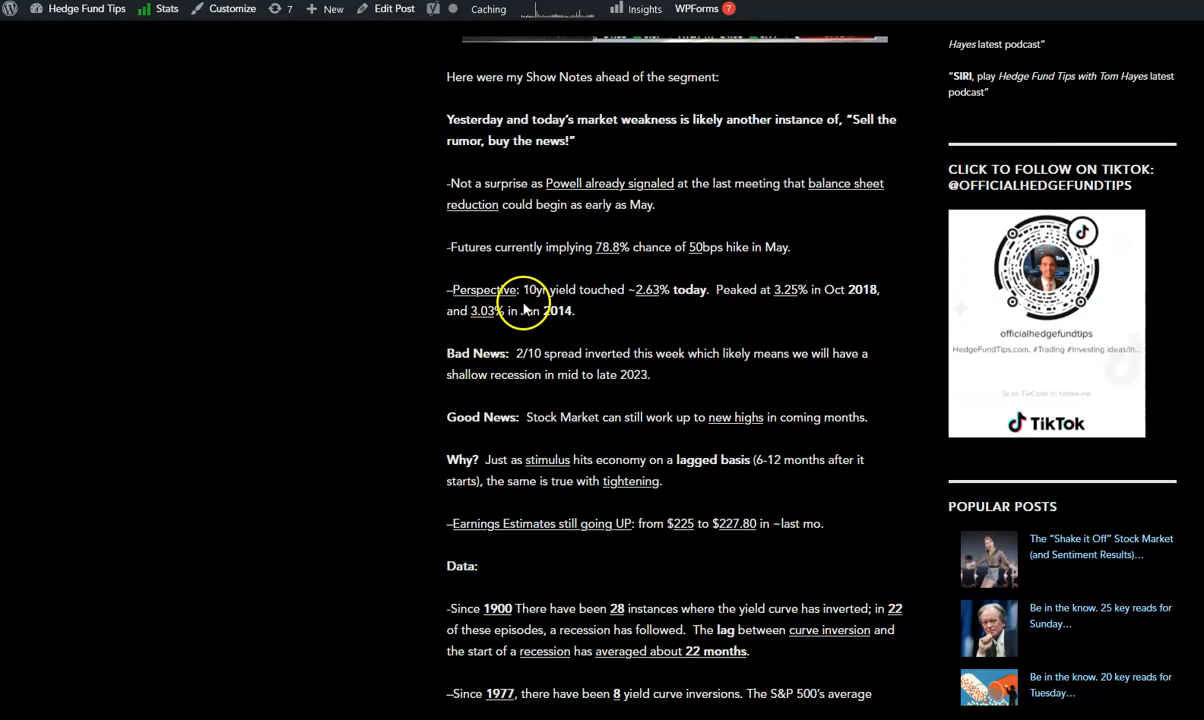 Hedge Fund Tips Stats Customize 7 New Edit Post Caching Insights WPForms 7
Here were my Show Notes ahead of the segment:
Yesterday and today's market weakness is likely another instance of, "Sell the
rumor, buy the news!"
-Not a surprise as Powell already signaled at the last meeting that balance sheet
reduction could begin as early as May.
-Futures currently implying 78.8% chance of 50bps hike in May.
–Perspective: 10yr yield touched ~2.63% today. Peaked at 3.25% in Oct 2018,
and 3.03% in Jan 2014.
Bad News: 2/10 spread inverted this week which likely means we will have a
shallow recession in mid to late 2023.
Good News: Stock Market can still work up to new highs in coming months.
Why? Just as stimulus hits economy on a lagged basis (6-12 months after it
starts), the same is true with tightening.
–Earnings Estimates still going UP: from $225 to $227.80 in ~last mo.
Data:
-Since 1900 There have been 28 instances where the yield curve has inverted; in 22
of these episodes, a recession has followed. The lag between curve inversion and
the start of a recession has averaged about 22 months.
–Since 1977, there have been 8 yield curve inversions. The S&P 500's average
Hayes latest podcast"
"SIRI, play Hedge Fund Tips with Tom Hayes latest
podcast"
CLICK TO FOLLOW ON TIKTOK:
@OFFICIALHEDGEFUNDTIPS
officialhedgefundtips
HedgeFundTips.com. #Trading #Investing ideas/in...
Scan TikCode to follow me
TikTok
POPULAR POSTS
The "Shake it Off" Stock Market
(and Sentiment Results)...
Be in the know. 25 key reads for
Sunday...
Be in the know. 20 key reads for
Tuesday...